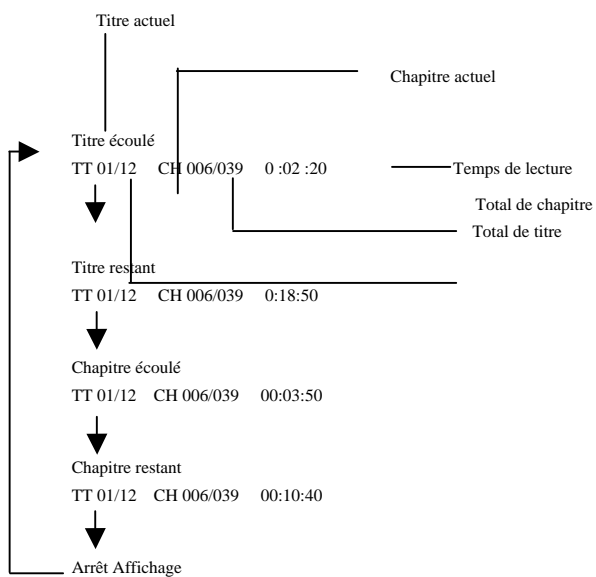 Titre actuel
Chapitre actuel
Titre écoulé
TT 01/12 CH 006/039 0 :02 :20 Temps de lecture
Total de chapitre
Total de titre
Titre restant
TT 01/12 CH 006/039 0:18:50
Chapitre écoulé
TT 01/12 CH 006/039 00:03:50
Chapitre restant
TT 01/12 CH 006/039 00:10:40
Arrêt Affichage